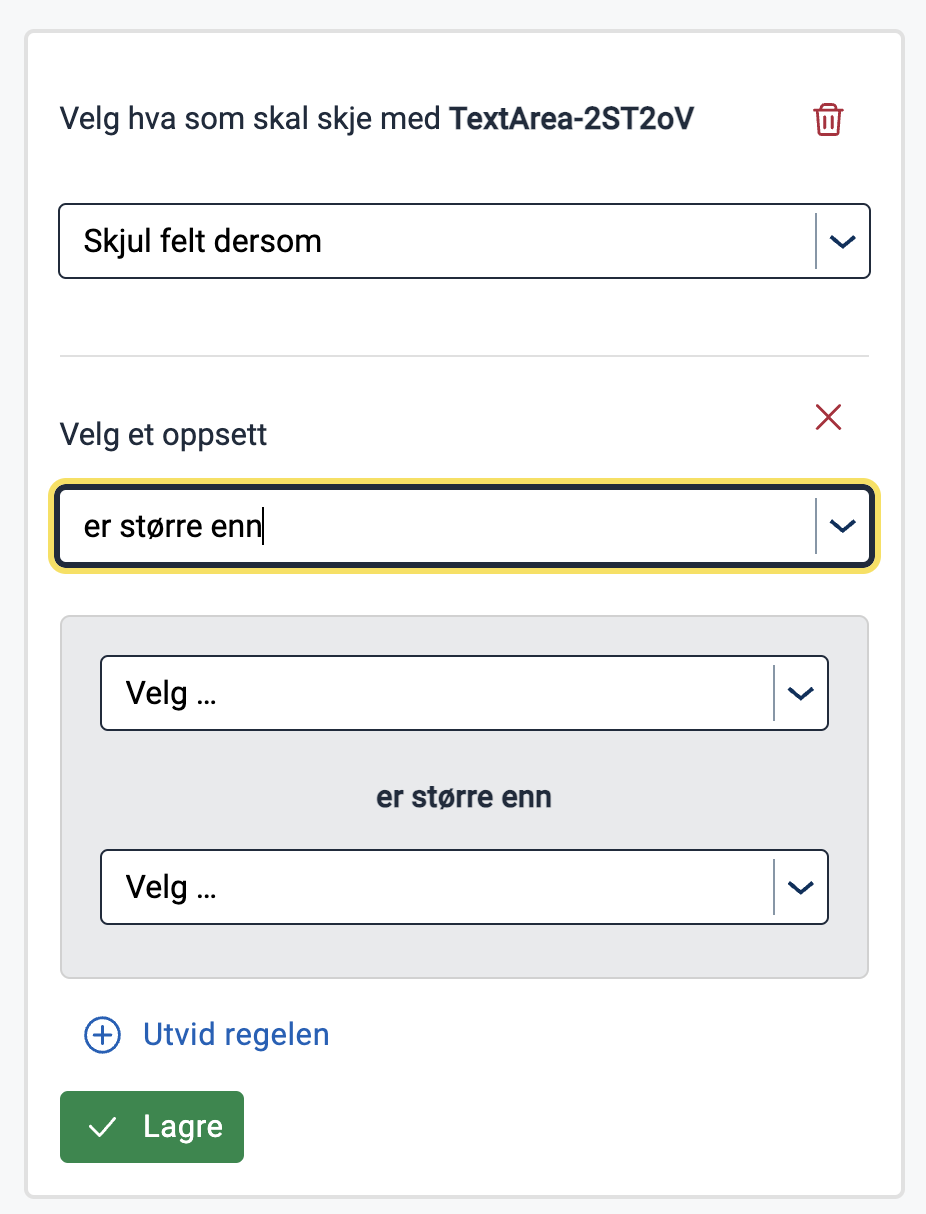 Velg hva som skal skje med TextArea-2ST2oV
Skjul felt dersom
Velg et oppsett
er større enn
Velg ...
er større enn
Velg ...
Utvid regelen
Lagre